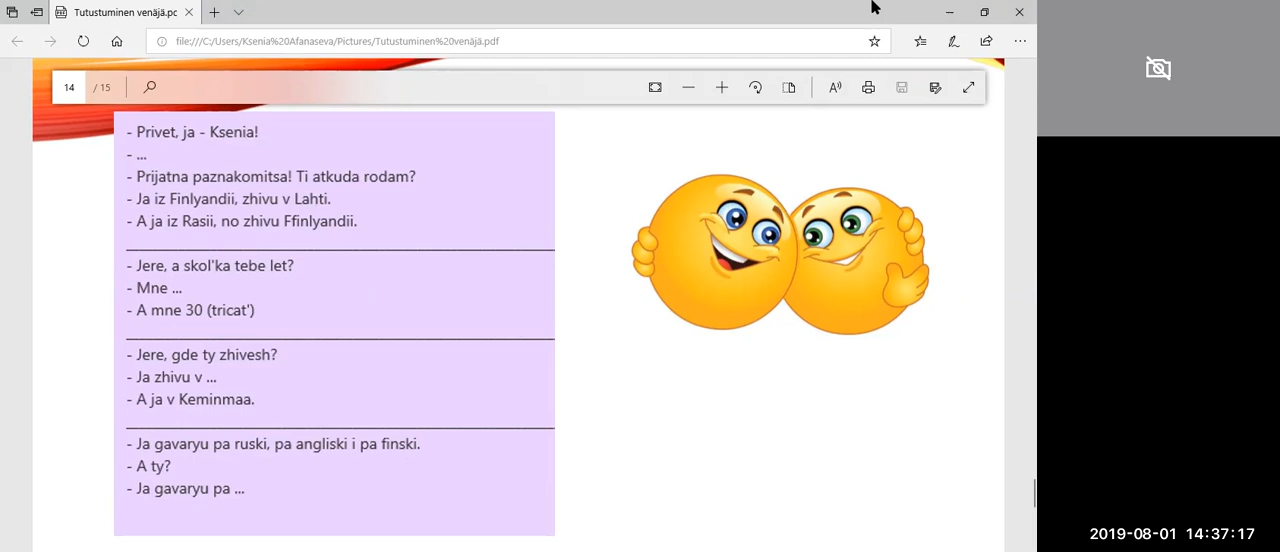 Tutustuminen venäjä.pc
file:///C:/Users/Ksenia%20Afanaseva/Pictures/Tutustuminen%20venäjä.pdf
14 / 15
- Privet, ja - Ksenia!
- ...
- Prijatna paznakomitsa! Ti atkuda rodam?
- Ja iz Finlyandii, zhivu v Lahti.
- A ja iz Rasii, no zhivu Ffinlyandii.
- Jere, a skol'ka tebe let?
- Mne ...
- A mne 30 (tricat')
- Jere, gde ty zhivesh?
- Ja zhivu v ...
- A ja v Keminmaa.
- Ja gavaryu pa ruski, pa angliski i pa finski.
- A ty?
- Ja gavaryu pa ...
2019-08-01 14:37:17